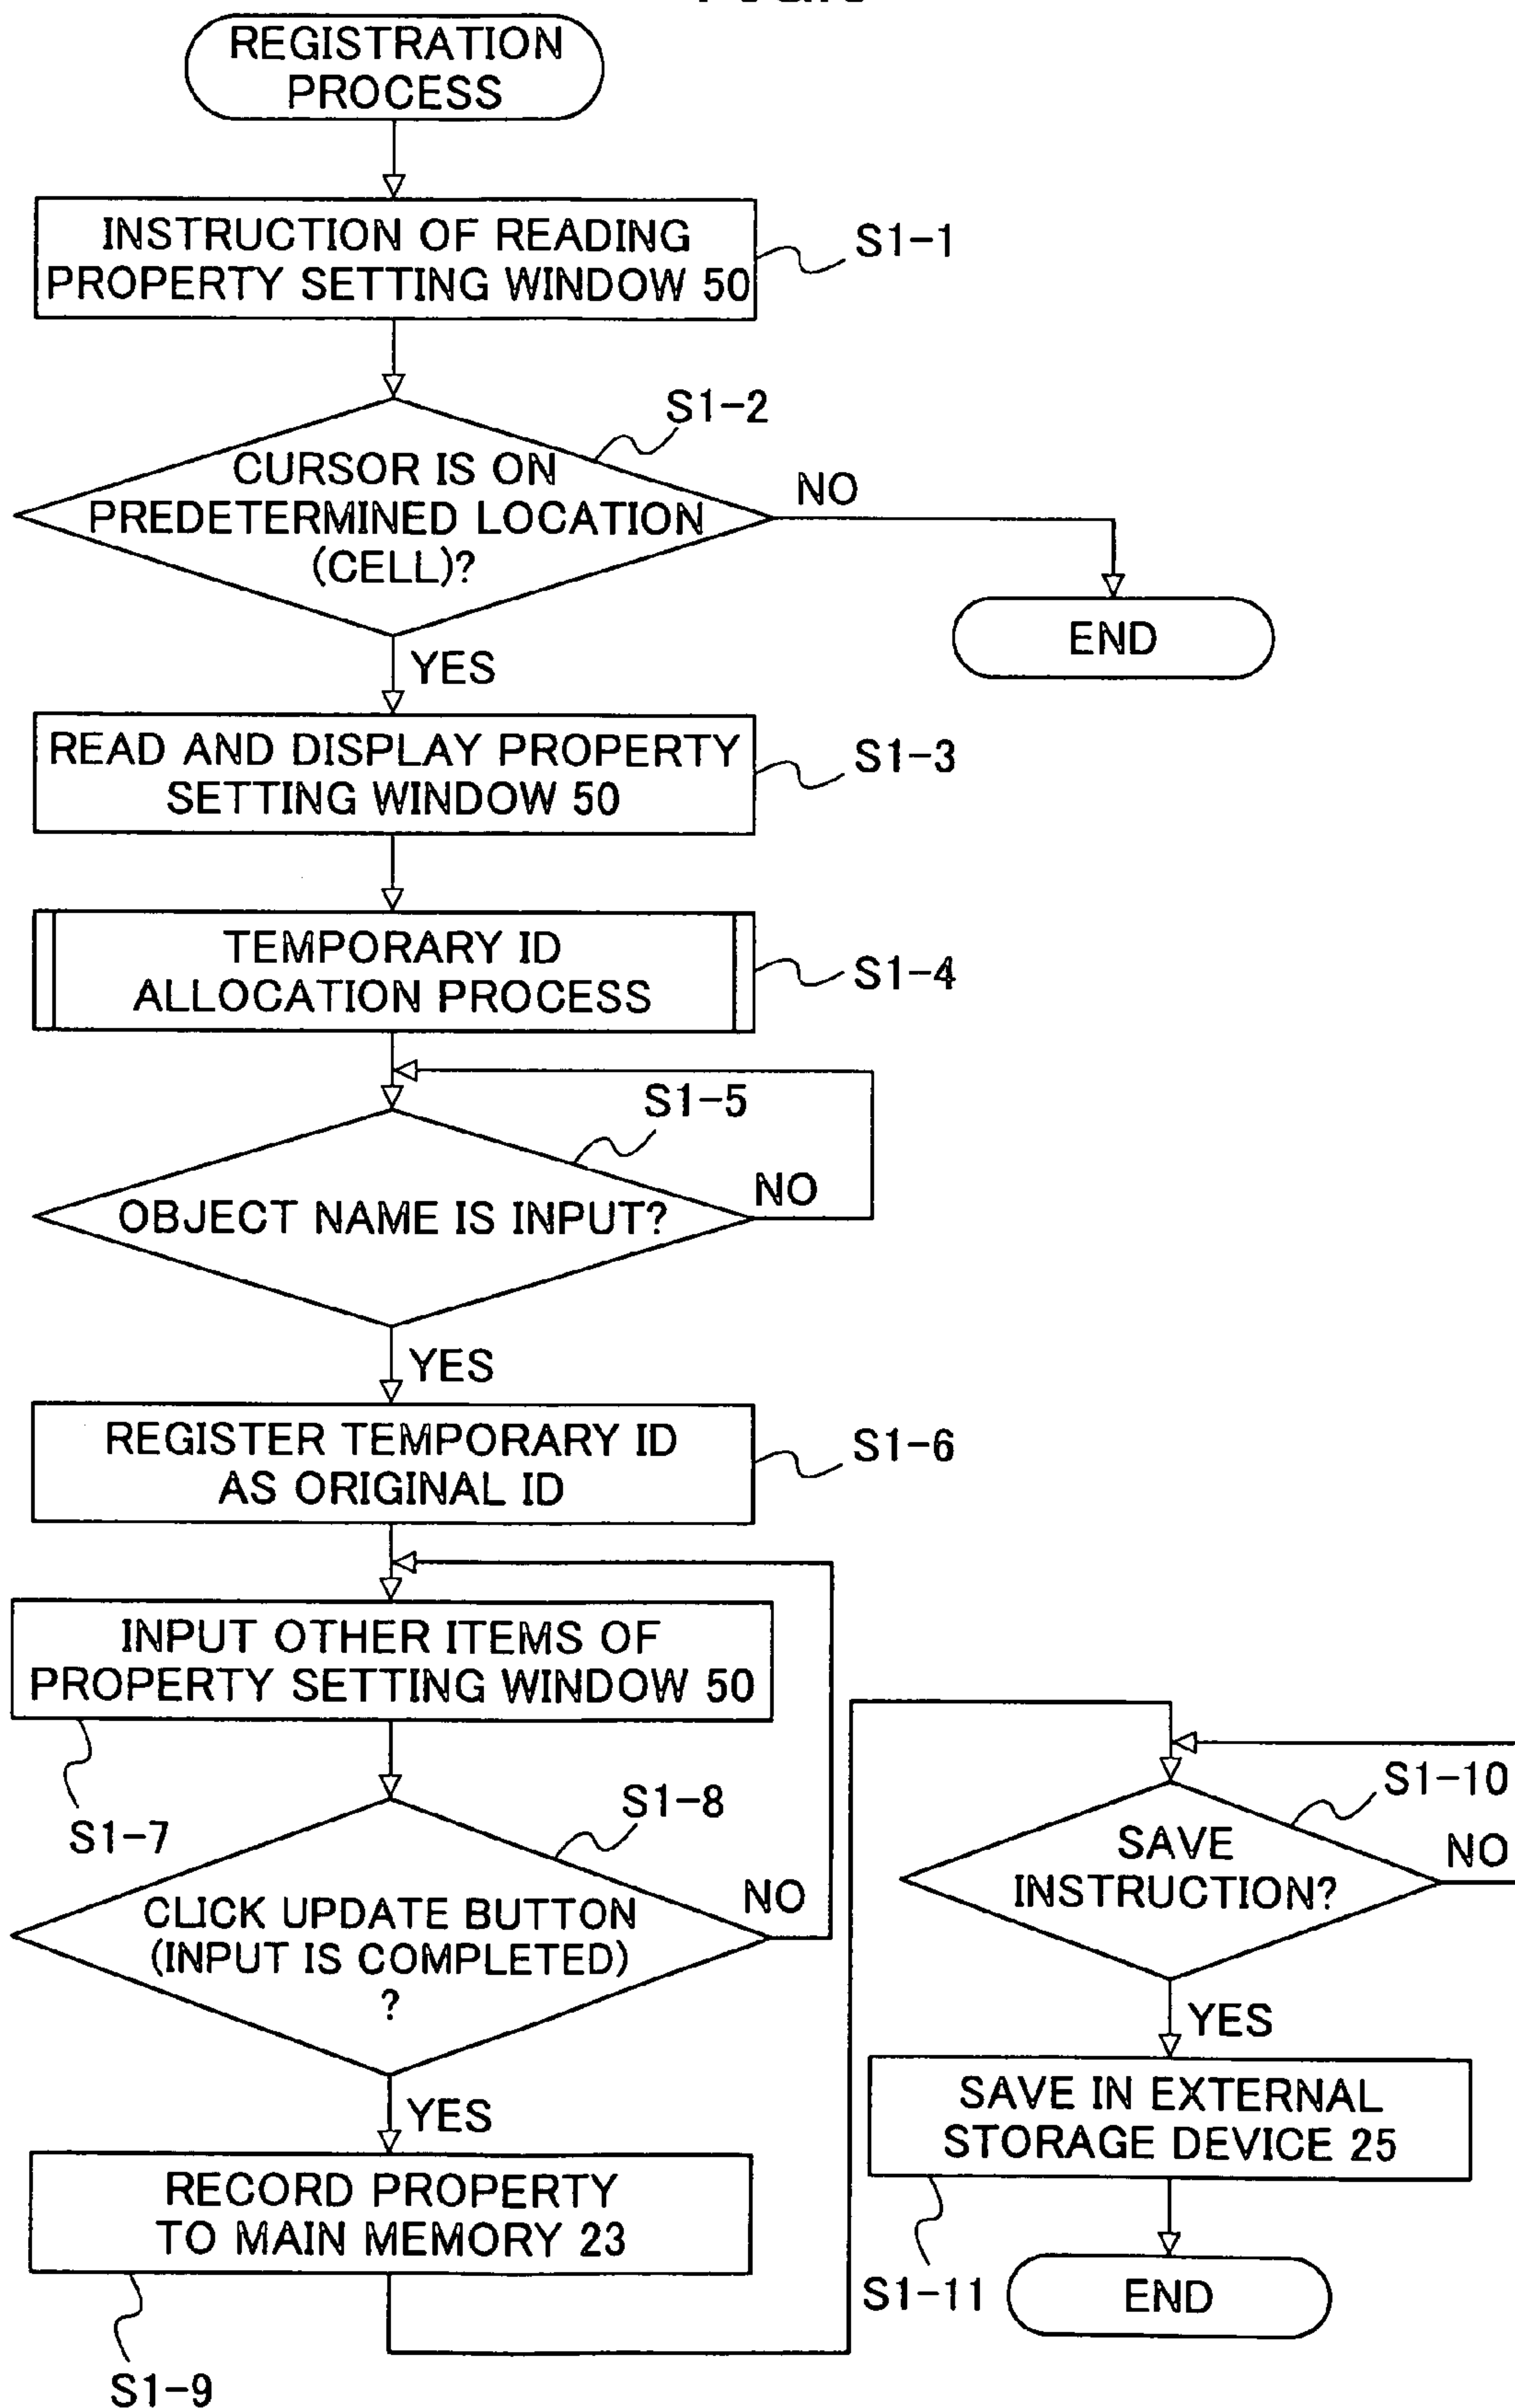 REGISTRATION
PROCESS
INSTRUCTION OF READING
PROPERTY SETTING WINDOW 50
S1-1
S1-2
CURSOR IS ON
PREDETERMINED LOCATION
(CELL)?
NO
END
YES
READ AND DISPLAY PROPERTY
SETTING WINDOW 50
S1-3
TEMPORARY ID
ALLOCATION PROCESS
S1-4
S1-5
OBJECT NAME IS INPUT?
NO
YES
REGISTER TEMPORARY ID
AS ORIGINAL ID
S1-6
INPUT OTHER ITEMS OF
PROPERTY SETTING WINDOW 50
S1-7
S1-8
CLICK UPDATE BUTTON
(INPUT IS COMPLETED)
?
NO
YES
RECORD PROPERTY
TO MAIN MEMORY 23
S1-9
S1-10
SAVE
INSTRUCTION?
NO
YES
SAVE IN EXTERNAL
STORAGE DEVICE 25
S1-11
END